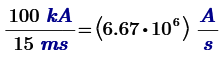 100 kA / 15 ms = (6.67 • 10⁶) A / s